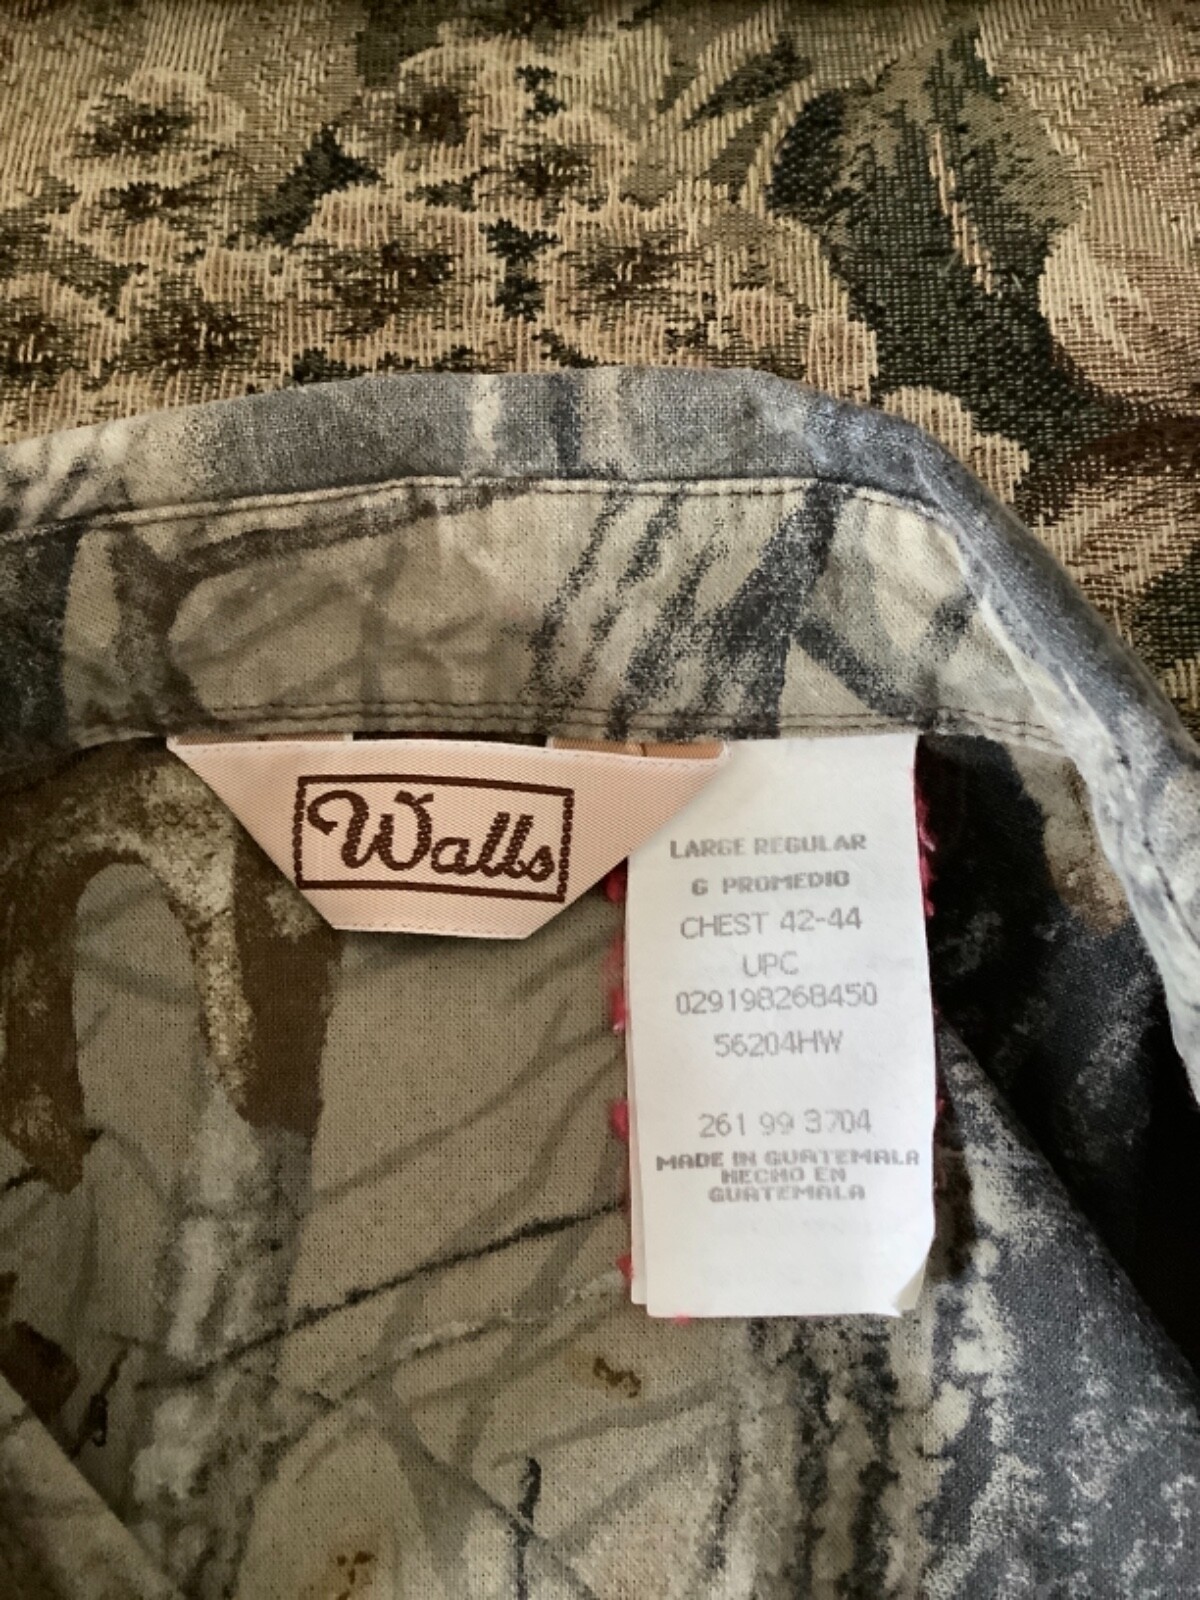 Walls
LARGE REGULAR
G PROMEDIO
CHEST 42-44
UPC
029198268450
56204HW
261 99 3704
MADE IN GUATEMALA
HECHO EN
GUATEMALA